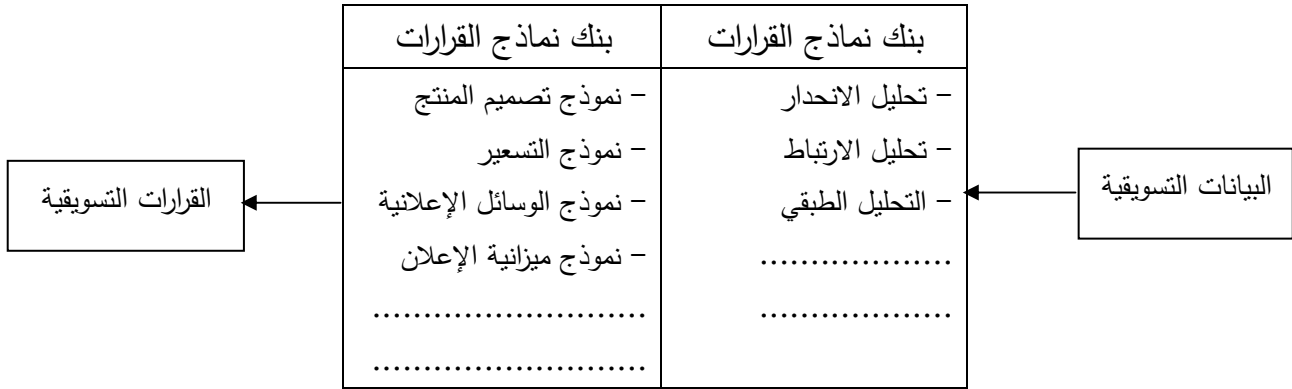 البيانات التسويقية
بنك نماذج القرارات
- تحليل الانحدار
- تحليل الارتباط
- التحليل الطبقي
...................
...................
بنك نماذج القرارات
- نموذج تصميم المنتج
- نموذج التسعير
- نموذج الوسائل الإعلانية
- نموذج ميزانية الإعلان
...........................
...........................
القرارات التسويقية